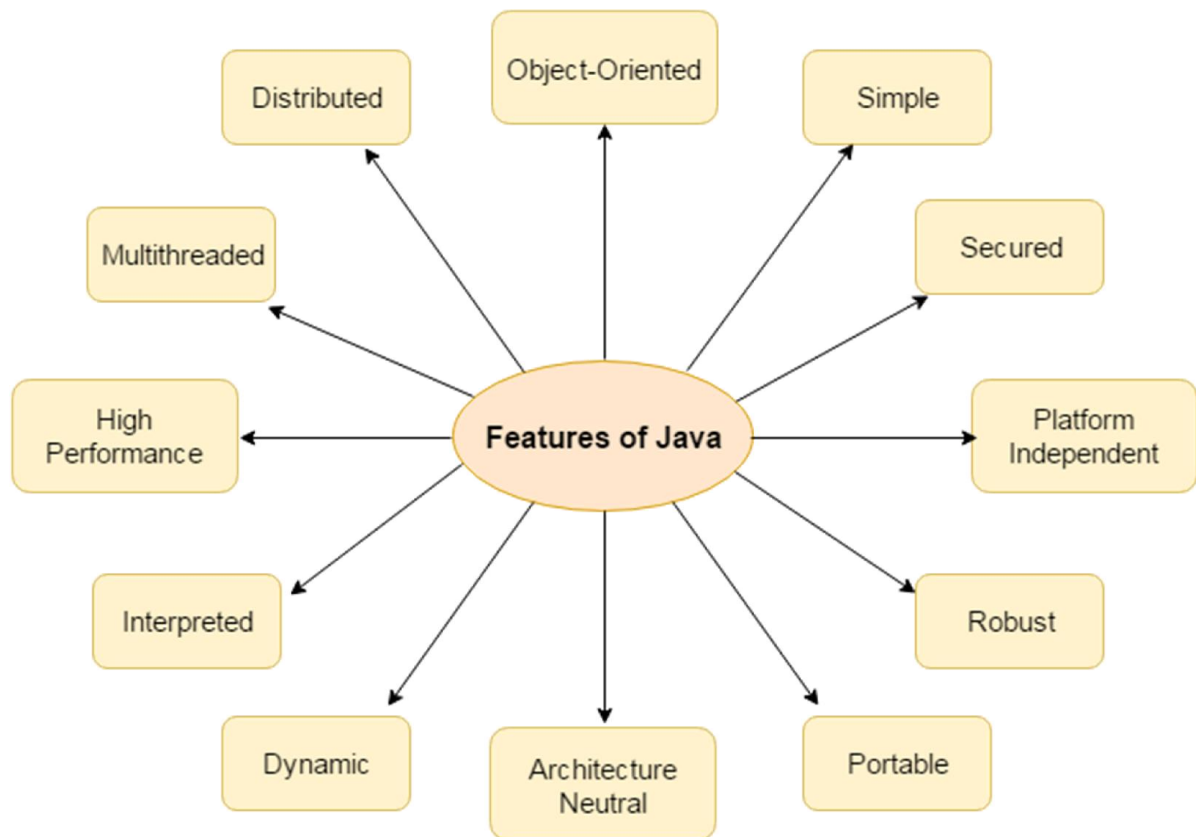 Object-Oriented
Distributed
Simple
Multithreaded
Secured
High
Performance
Features of Java
Platform
Independent
Interpreted
Robust
Dynamic
Architecture
Neutral
Portable